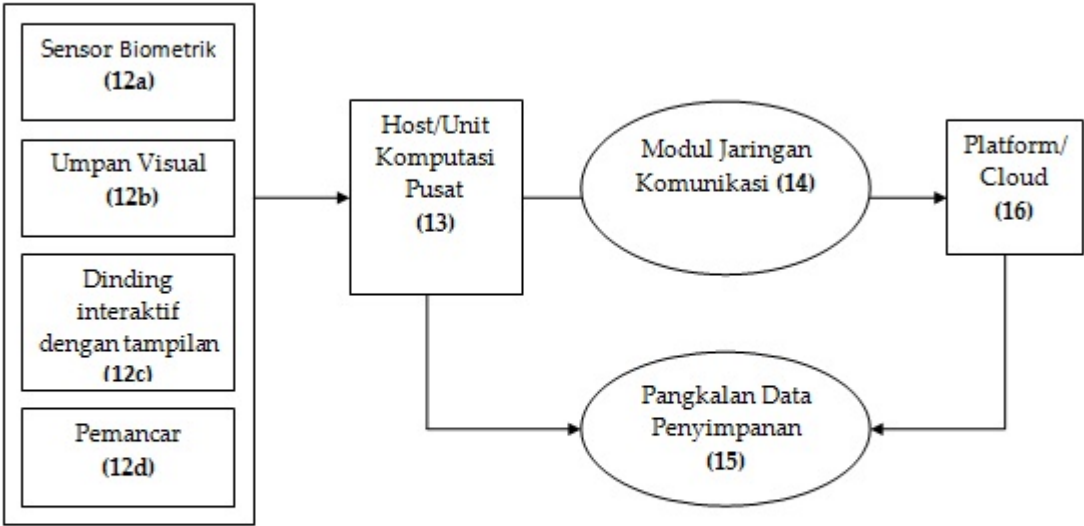 Sensor Biometrik
(12a)
Umpan Visual
(12b)
Dinding
interaktif
dengan tampilan
(12c)
Pemancar
(12d)
Host/Unit
Komputasi
Pusat
(13)
Modul Jaringan
Komunikasi (14)
Platform/
Cloud
(16)
Pangkalan Data
Penyimpanan
(15)